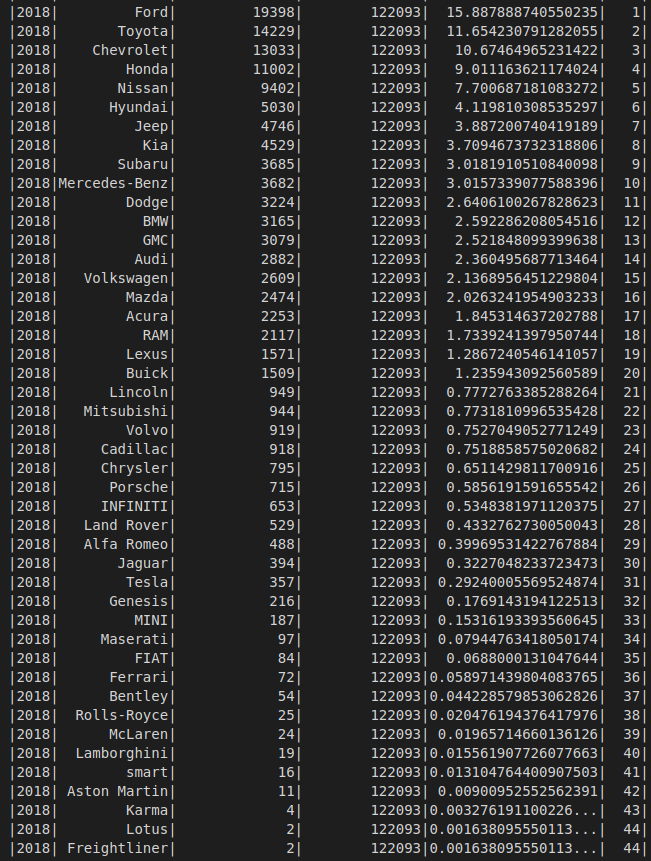 |2018|         Ford|         19398|        122093|  15.887888740550235|   1|
|2018|       Toyota|         14229|        122093|  11.654230791282055|   2|
|2018|    Chevrolet|         13033|        122093|   10.67464965231422|   3|
|2018|        Honda|         11002|        122093|   9.011163621174024|   4|
|2018|       Nissan|          9402|        122093|   7.700687181083272|   5|
|2018|      Hyundai|          5030|        122093|   4.119810308535297|   6|
|2018|         Jeep|          4746|        122093|   3.887200740419189|   7|
|2018|          Kia|          4529|        122093|  3.7094673732318806|   8|
|2018|       Subaru|          3685|        122093|  3.0181910510840098|   9|
|2018|Mercedes-Benz|          3682|        122093|  3.0157339077588396|  10|
|2018|        Dodge|          3224|        122093|  2.6406100267828623|  11|
|2018|          BMW|          3165|        122093|   2.592286208054516|  12|
|2018|          GMC|          3079|        122093|   2.521848099399638|  13|
|2018|         Audi|          2882|        122093|   2.360495687713464|  14|
|2018|   Volkswagen|          2609|        122093|  2.1368956451229804|  15|
|2018|        Mazda|          2474|        122093|  2.0263241954903233|  16|
|2018|        Acura|          2253|        122093|   1.845314637202788|  17|
|2018|          RAM|          2117|        122093|  1.7339241397950744|  18|
|2018|        Lexus|          1571|        122093|  1.2867240546141057|  19|
|2018|        Buick|          1509|        122093|   1.235943092560589|  20|
|2018|      Lincoln|           949|        122093|  0.7772763385288264|  21|
|2018|   Mitsubishi|           944|        122093|  0.7731810996535428|  22|
|2018|        Volvo|           919|        122093|  0.7527049052771249|  23|
|2018|     Cadillac|           918|        122093|  0.7518858575020682|  24|
|2018|     Chrysler|           795|        122093|  0.6511429811700916|  25|
|2018|      Porsche|           715|        122093|  0.5856191591655542|  26|
|2018|     INFINITI|           653|        122093|  0.5348381971120375|  27|
|2018|   Land Rover|           529|        122093|  0.4332762730050043|  28|
|2018|   Alfa Romeo|           488|        122093| 0.39969531422767884|  29|
|2018|       Jaguar|           394|        122093|  0.3227048233723473|  30|
|2018|        Tesla|           357|        122093| 0.29240005569524874|  31|
|2018|      Genesis|           216|        122093|  0.1769143194122513|  32|
|2018|         MINI|           187|        122093| 0.15316193393560645|  33|
|2018|     Maserati|            97|        122093| 0.07944763418050174|  34|
|2018|         FIAT|            84|        122093|  0.0688000131047644|  35|
|2018|      Ferrari|            72|        122093|0.058971439804083765|  36|
|2018|      Bentley|            54|        122093|0.044228579853062826|  37|
|2018|  Rolls-Royce|            25|        122093|0.020476194376417976|  38|
|2018|      McLaren|            24|        122093| 0.01965714660136126|  39|
|2018|  Lamborghini|            19|        122093|0.015561907726077663|  40|
|2018|        smart|            16|        122093|0.013104764400907503|  41|
|2018| Aston Martin|            11|        122093| 0.00900952552562391|  42|
|2018|        Karma|             4|        122093|0.003276191100226...|  43|
|2018|        Lotus|             2|        122093|0.001638095550113...|  44|
|2018| Freightliner|             2|        122093|0.001638095550113...|  44|